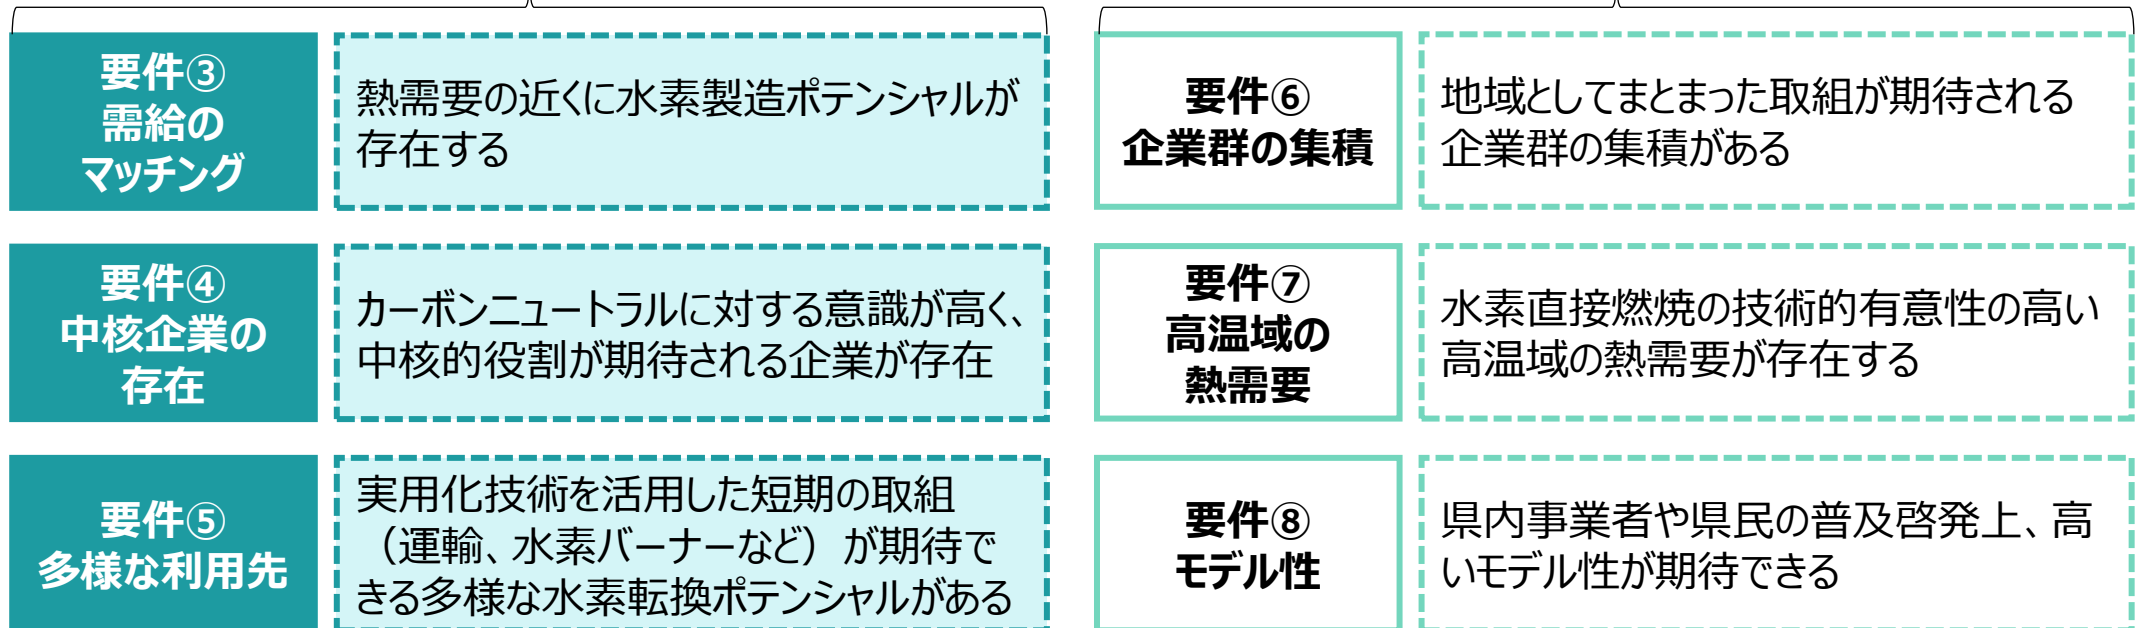 要件③
需給の
マッチング
熱需要の近くに水素製造ポテンシャルが
存在する
要件④
中核企業の
存在
カーボンニュートラルに対する意識が高く、
中核的役割が期待される企業が存在
要件⑤
多様な利用先
実用化技術を活用した短期の取組
（運輸、水素バーナーなど）が期待で
きる多様な水素転換ポテンシャルがある
要件⑥
企業群の集積
地域としてまとまった取組が期待される
企業群の集積がある
要件⑦
高温域の
熱需要
水素直接燃焼の技術的有意性の高い
高温域の熱需要が存在する
要件⑧
モデル性
県内事業者や県民の普及啓発上、高
いモデル性が期待できる